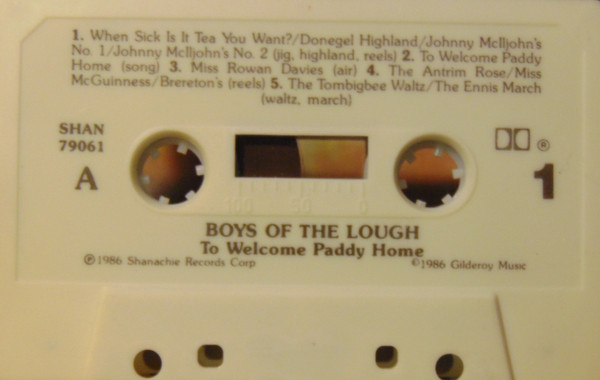 1. When Sick Is It Tea You Want?/Donegel Highland/Johnny McIljohn's
No. 1/Johnny McIljohn's No. 2 (jig, highland, reels) 2. To Welcome Paddy
Home (song) 3. Miss Rowan Davies (air) 4. The Antrim Rose/Miss
McGuinness/Brereton's (reels) 5. The Tombigbee Waltz/The Ennis March
(waltz, march)
SHAN
79061
A
®
1
100 50 0
BOYS OF THE LOUGH
To Welcome Paddy Home
℗1986 Shanachie Records Corp ©1986 Gilderoy Music